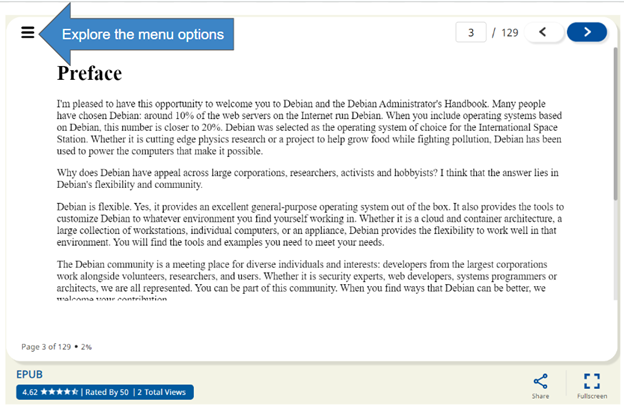 Explore the menu options
3 / 129
Preface
I'm pleased to have this opportunity to welcome you to Debian and the Debian Administrator's Handbook. Many people
have chosen Debian: around 10% of the web servers on the Internet run Debian. When you include operating systems based
on Debian, this number is closer to 20%. Debian was selected as the operating system of choice for the International Space
Station. Whether it is cutting edge physics research or a project to help grow food while fighting pollution, Debian has been
used to power the computers that make it possible.
Why does Debian have appeal across large corporations, researchers, activists and hobbyists? I think that the answer lies in
Debian's flexibility and community.
Debian is flexible. Yes, it provides an excellent general-purpose operating system out of the box. It also provides the tools to
customize Debian to whatever environment you find yourself working in. Whether it is a cloud and container architecture, a
large collection of workstations, individual computers, or an appliance, Debian provides the flexibility to work well in that
environment. You will find the tools and examples you need to meet your needs.
The Debian community is a meeting place for diverse individuals and interests: developers from the largest corporations
work alongside volunteers, researchers, and users. Whether it is security experts, web developers, systems programmers or
architects, we are all represented. You can be part of this community. When you find ways that Debian can be better, we
welcome your contribution
Page 3 of 129 • 2%
EPUB
4.62 ★★★★⯪ | Rated By 50 | 2 Total Views
Share
Fullscreen